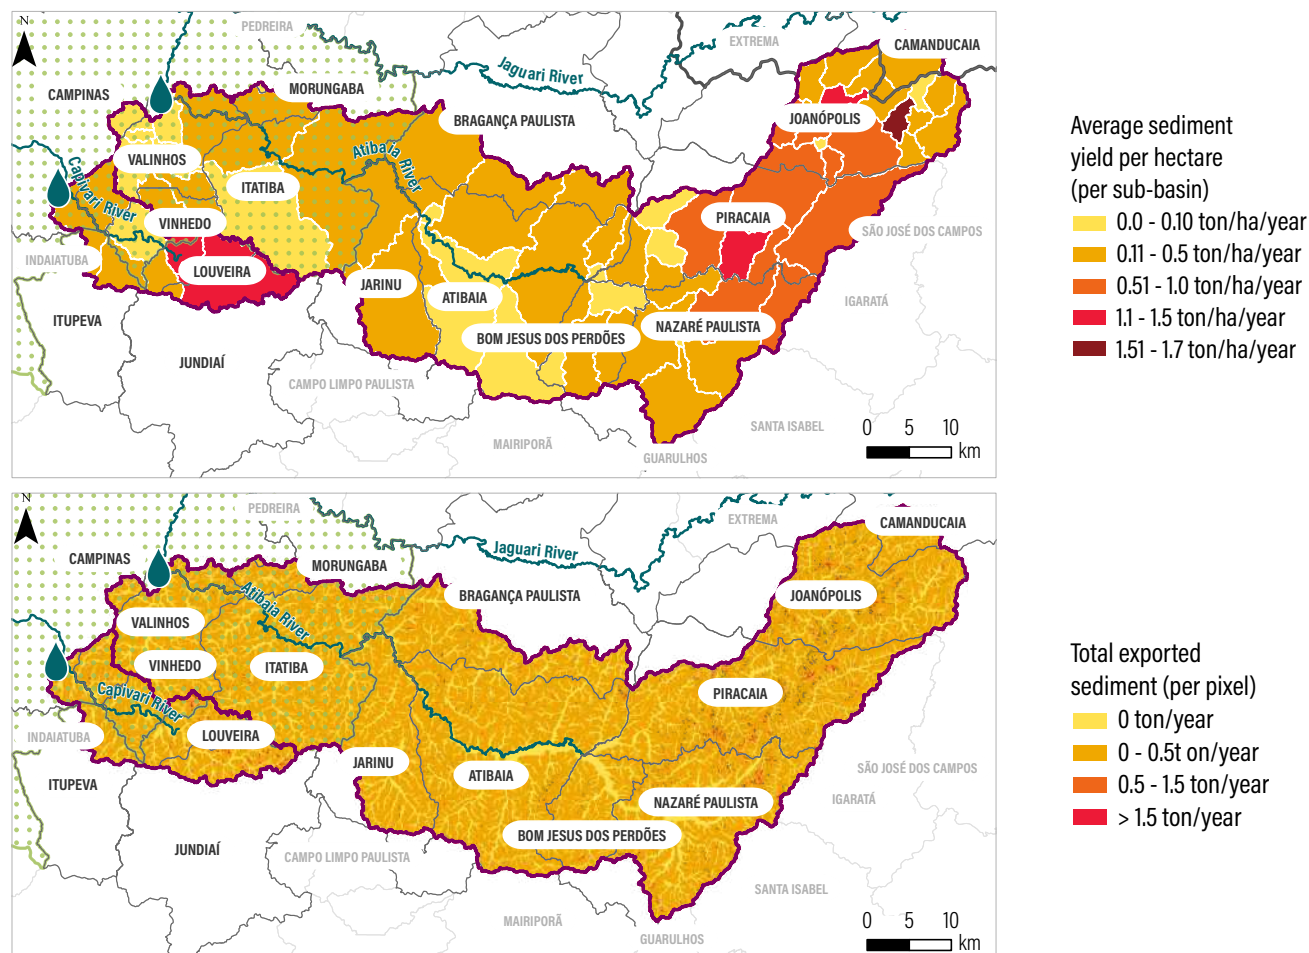 N
PEDREIRA
EXTREMA
CAMANDUCAIA
Jaguari River
MORUNGABA
CAMPINAS
BRAGANÇA PAULISTA
JOANÓPOLIS
VALINHOS
Atibaia River
Capivari River
ITATIBA
VINHEDO
PIRACAIA
SÃO JOSÉ DOS CAMPOS
INDAIATUBA
LOUVEIRA
JARINU
ATIBAIA
IGARATÁ
ITUPEVA
NAZARÉ PAULISTA
BOM JESUS DOS PERDÕES
JUNDIAÍ
CAMPO LIMPO PAULISTA
SANTA ISABEL
MAIRIPORÃ
GUARULHOS
0 5 10
km
Average sediment
yield per hectare
(per sub-basin)
0.0 - 0.10 ton/ha/year
0.11 - 0.5 ton/ha/year
0.51 - 1.0 ton/ha/year
1.1 - 1.5 ton/ha/year
1.51 - 1.7 ton/ha/year
N
PEDREIRA
EXTREMA
CAMANDUCAIA
Jaguari River
CAMPINAS
MORUNGABA
BRAGANÇA PAULISTA
JOANÓPOLIS
Atibaia River
VALINHOS
VINHEDO
ITATIBA
PIRACAIA
Capivari River
INDAIATUBA
LOUVEIRA
JARINU
ATIBAIA
SÃO JOSÉ DOS CAMPOS
ITUPEVA
NAZARÉ PAULISTA
IGARATÁ
BOM JESUS DOS PERDÕES
JUNDIAÍ
CAMPO LIMPO PAULISTA
SANTA ISABEL
MAIRIPORÃ
GUARULHOS
0 5 10
km
Total exported
sediment (per pixel)
0 ton/year
0 - 0.5t on/year
0.5 - 1.5 ton/year
> 1.5 ton/year